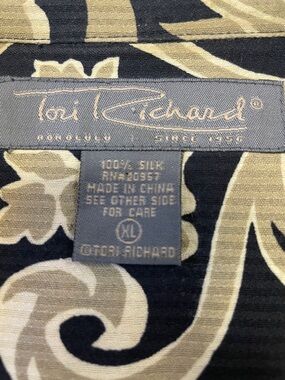 Tori Richard®
HONOLULU | SINCE 1956
100% SILK
RN#40957
MADE IN CHINA
SEE OTHER SIDE
FOR CARE
XL
©TORI RICHARD